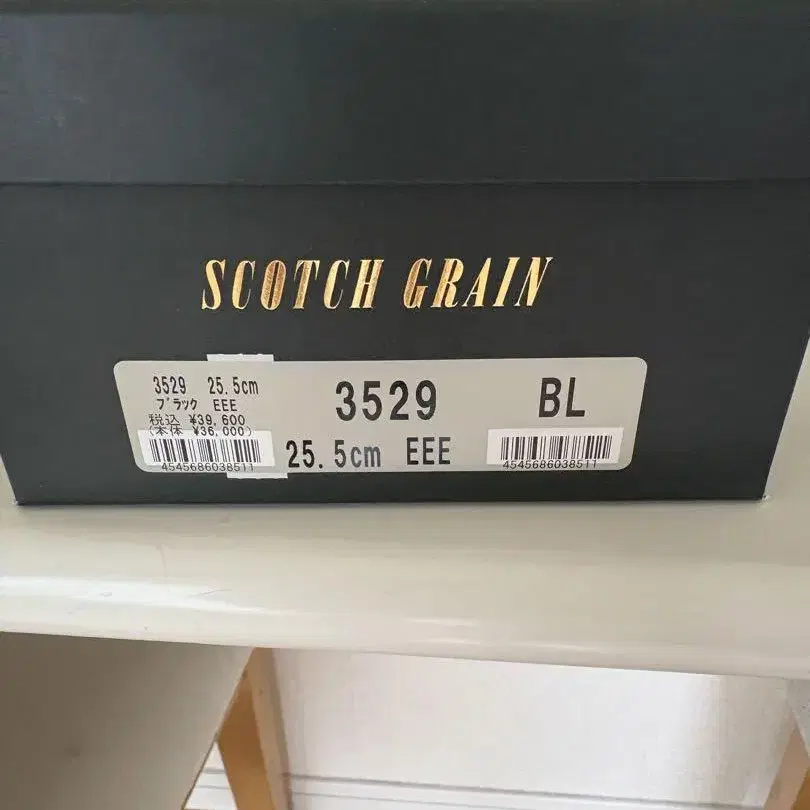 SCOTCH GRAIN
3529 25.5cm
ブラック EEE
税込 ¥39,600
(本体 ¥36,000)
4545686038511
3529
BL
25.5cm EEE
4545686038511